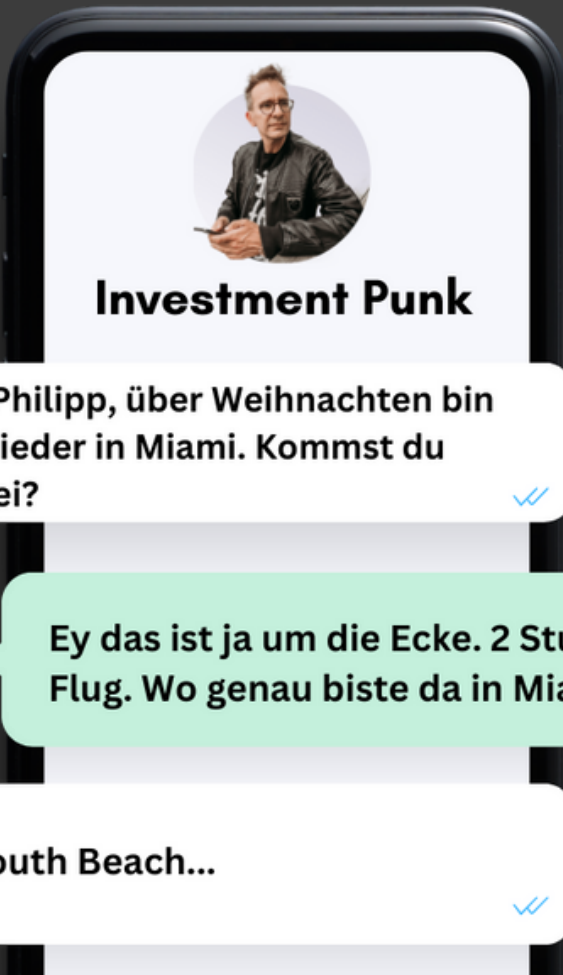 Investment Punk
Philipp, über Weihnachten bin
ieder in Miami. Kommst du
ei?
Ey das ist ja um die Ecke. 2 Stu
Flug. Wo genau biste da in Mia
outh Beach...